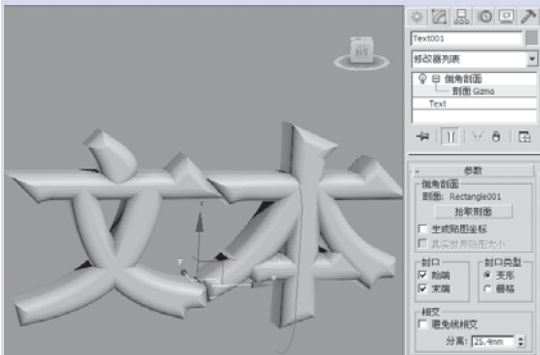 文本
Text001
修改器列表
倒角剖面
剖面 Gizmo
Text
参数
倒角剖面
剖面: Rectangle001
拾取剖面
生成贴图坐标
真实世界贴图大小
封口
始端
末端
封口类型
变形
栅格
相交
避免线相交
分离: 25.4mm